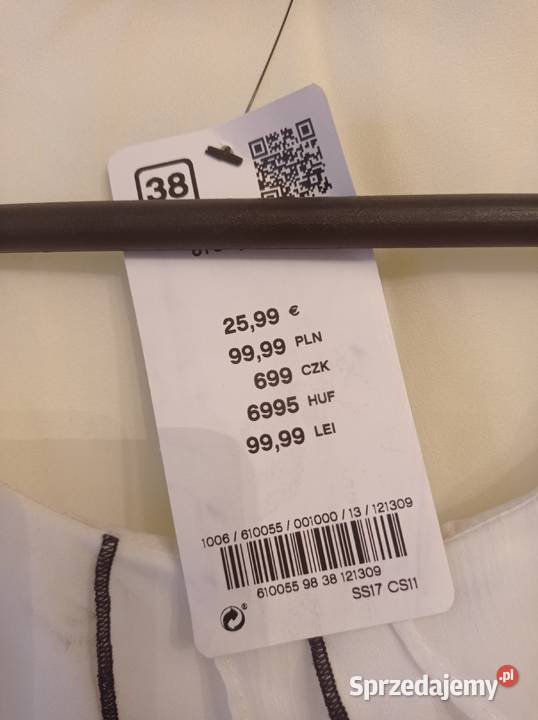 38
25,99 €
99,99 PLN
699 CZK
6995 HUF
99,99 LEI
1006 / 610055 / 001000 / 13 / 121309
610055 98 38 121309
SS17 CS11
®
Sprzedajemy.pl